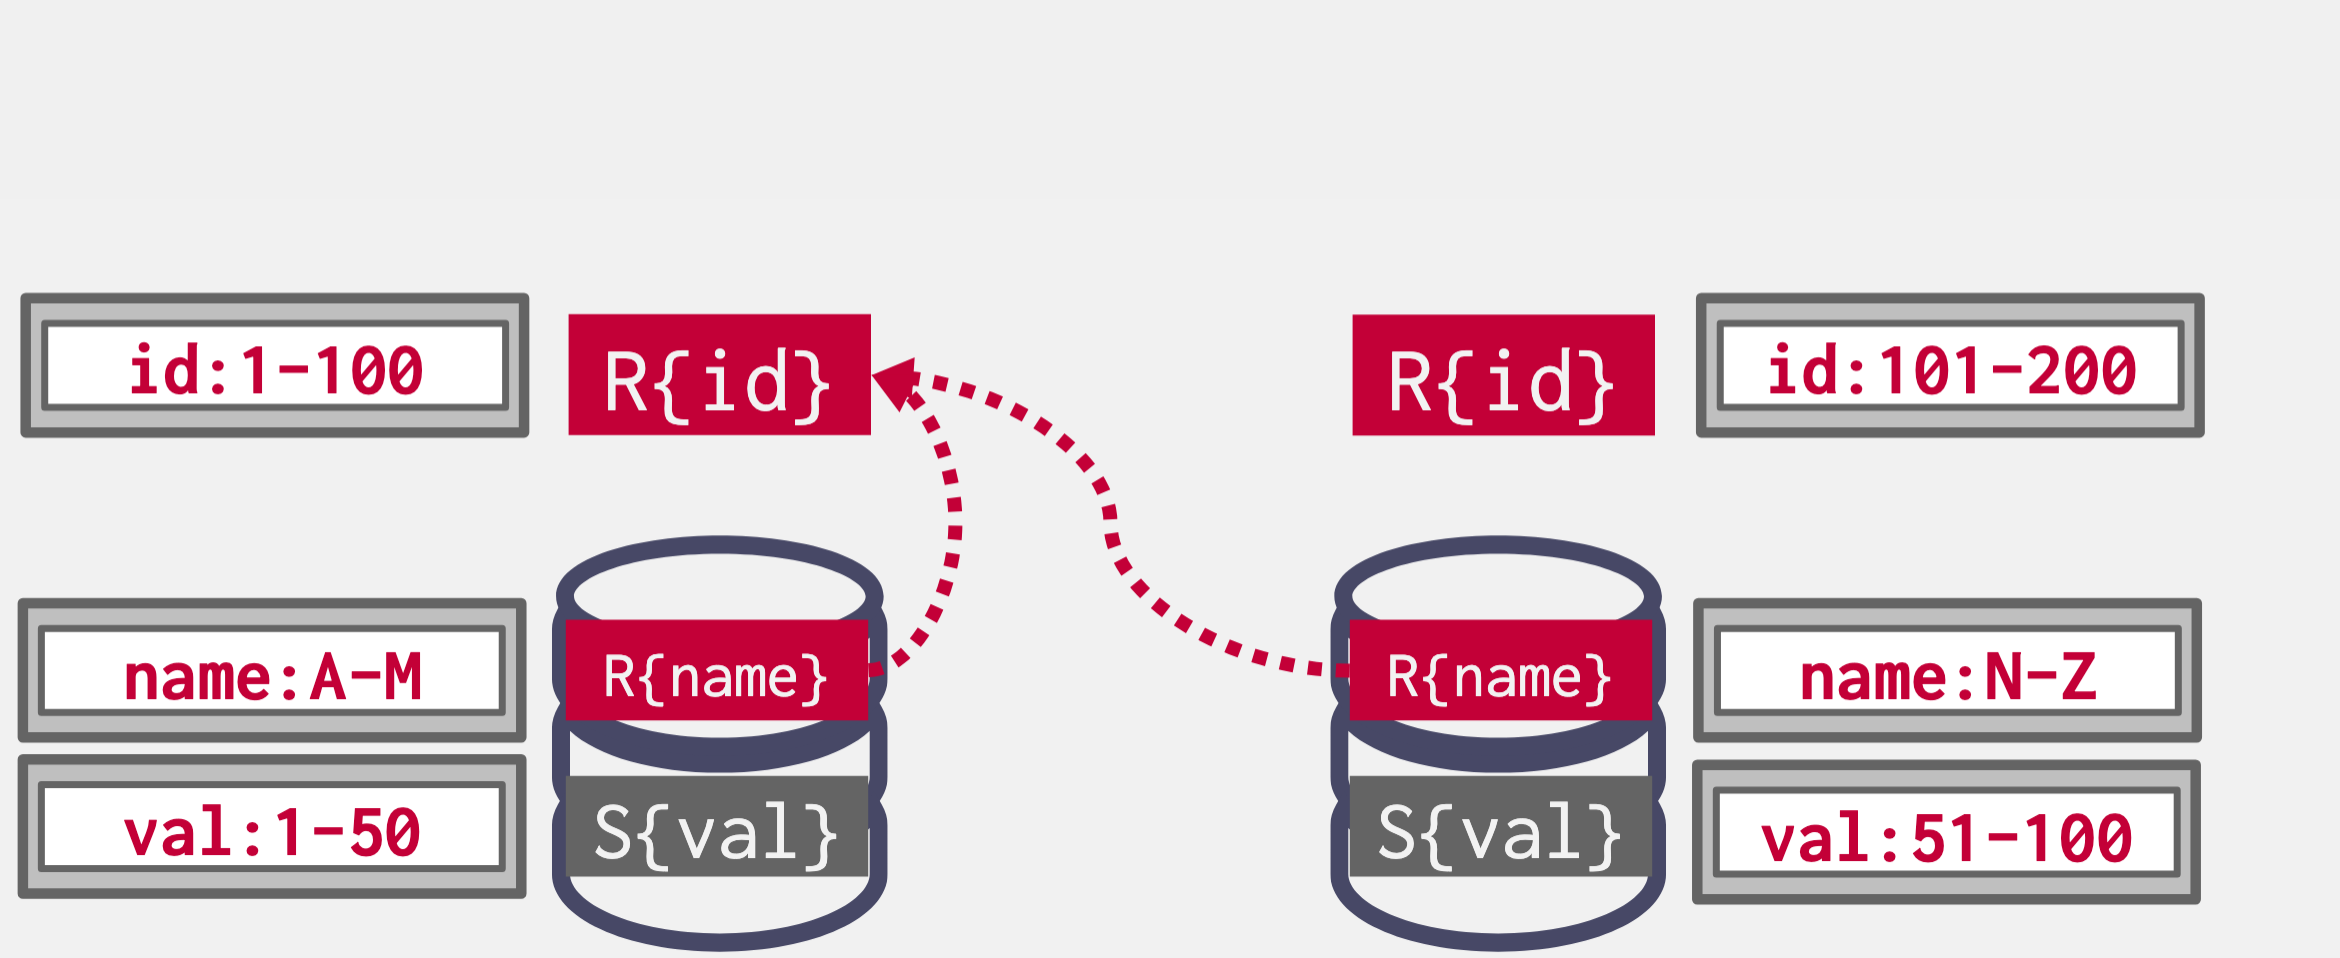 id:1-100
R{id}
R{id}
id:101-200
name:A-M
R{name}
R{name}
name:N-Z
val:1-50
S{val}
S{val}
val:51-100